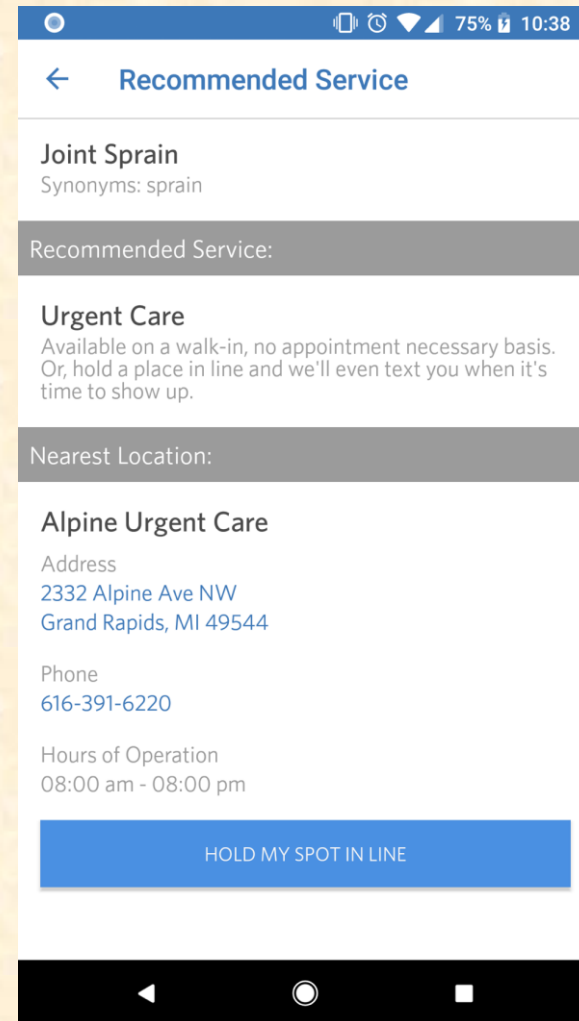 75% 10:38
Recommended Service
Joint Sprain
Synonyms: sprain
Recommended Service:
Urgent Care
Available on a walk-in, no appointment necessary basis.
Or, hold a place in line and we'll even text you when it's
time to show up.
Nearest Location:
Alpine Urgent Care
Address
2332 Alpine Ave NW
Grand Rapids, MI 49544
Phone
616-391-6220
Hours of Operation
08:00 am - 08:00 pm
HOLD MY SPOT IN LINE